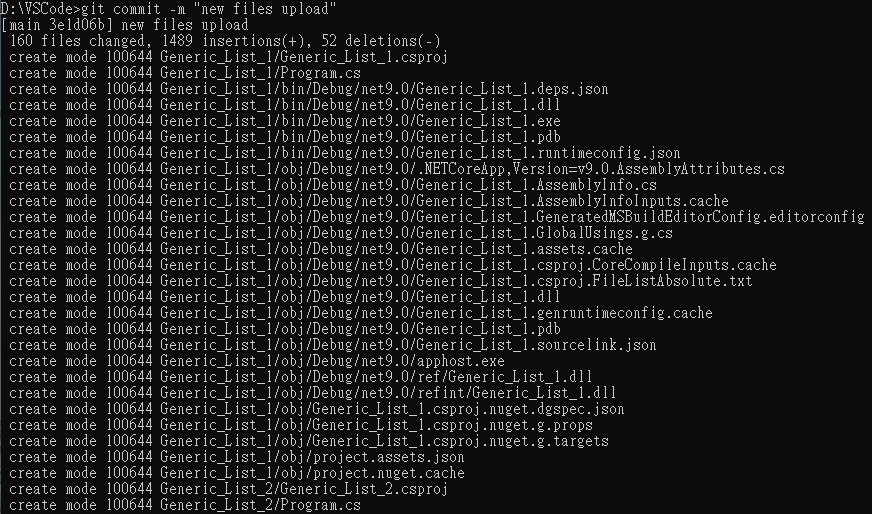 D:\VSCode>git commit -m "new files upload"
[main 3e1d06b] new files upload
 160 files changed, 1489 insertions(+), 52 deletions(-)
 create mode 100644 Generic_List_1/Generic_List_1.csproj
 create mode 100644 Generic_List_1/Program.cs
 create mode 100644 Generic_List_1/bin/Debug/net9.0/Generic_List_1.deps.json
 create mode 100644 Generic_List_1/bin/Debug/net9.0/Generic_List_1.dll
 create mode 100644 Generic_List_1/bin/Debug/net9.0/Generic_List_1.exe
 create mode 100644 Generic_List_1/bin/Debug/net9.0/Generic_List_1.pdb
 create mode 100644 Generic_List_1/bin/Debug/net9.0/Generic_List_1.runtimeconfig.json
 create mode 100644 Generic_List_1/obj/Debug/net9.0/.NETCoreApp,Version=v9.0.AssemblyAttributes.cs
 create mode 100644 Generic_List_1/obj/Debug/net9.0/Generic_List_1.AssemblyInfo.cs
 create mode 100644 Generic_List_1/obj/Debug/net9.0/Generic_List_1.AssemblyInfoInputs.cache
 create mode 100644 Generic_List_1/obj/Debug/net9.0/Generic_List_1.GeneratedMSBuildEditorConfig.editorconfig
 create mode 100644 Generic_List_1/obj/Debug/net9.0/Generic_List_1.GlobalUsings.g.cs
 create mode 100644 Generic_List_1/obj/Debug/net9.0/Generic_List_1.assets.cache
 create mode 100644 Generic_List_1/obj/Debug/net9.0/Generic_List_1.csproj.CoreCompileInputs.cache
 create mode 100644 Generic_List_1/obj/Debug/net9.0/Generic_List_1.csproj.FileListAbsolute.txt
 create mode 100644 Generic_List_1/obj/Debug/net9.0/Generic_List_1.dll
 create mode 100644 Generic_List_1/obj/Debug/net9.0/Generic_List_1.genruntimeconfig.cache
 create mode 100644 Generic_List_1/obj/Debug/net9.0/Generic_List_1.pdb
 create mode 100644 Generic_List_1/obj/Debug/net9.0/Generic_List_1.sourcelink.json
 create mode 100644 Generic_List_1/obj/Debug/net9.0/apphost.exe
 create mode 100644 Generic_List_1/obj/Debug/net9.0/ref/Generic_List_1.dll
 create mode 100644 Generic_List_1/obj/Debug/net9.0/refint/Generic_List_1.dll
 create mode 100644 Generic_List_1/obj/Generic_List_1.csproj.nuget.dgspec.json
 create mode 100644 Generic_List_1/obj/Generic_List_1.csproj.nuget.g.props
 create mode 100644 Generic_List_1/obj/Generic_List_1.csproj.nuget.g.targets
 create mode 100644 Generic_List_1/obj/project.assets.json
 create mode 100644 Generic_List_1/obj/project.nuget.cache
 create mode 100644 Generic_List_2/Generic_List_2.csproj
 create mode 100644 Generic_List_2/Program.cs